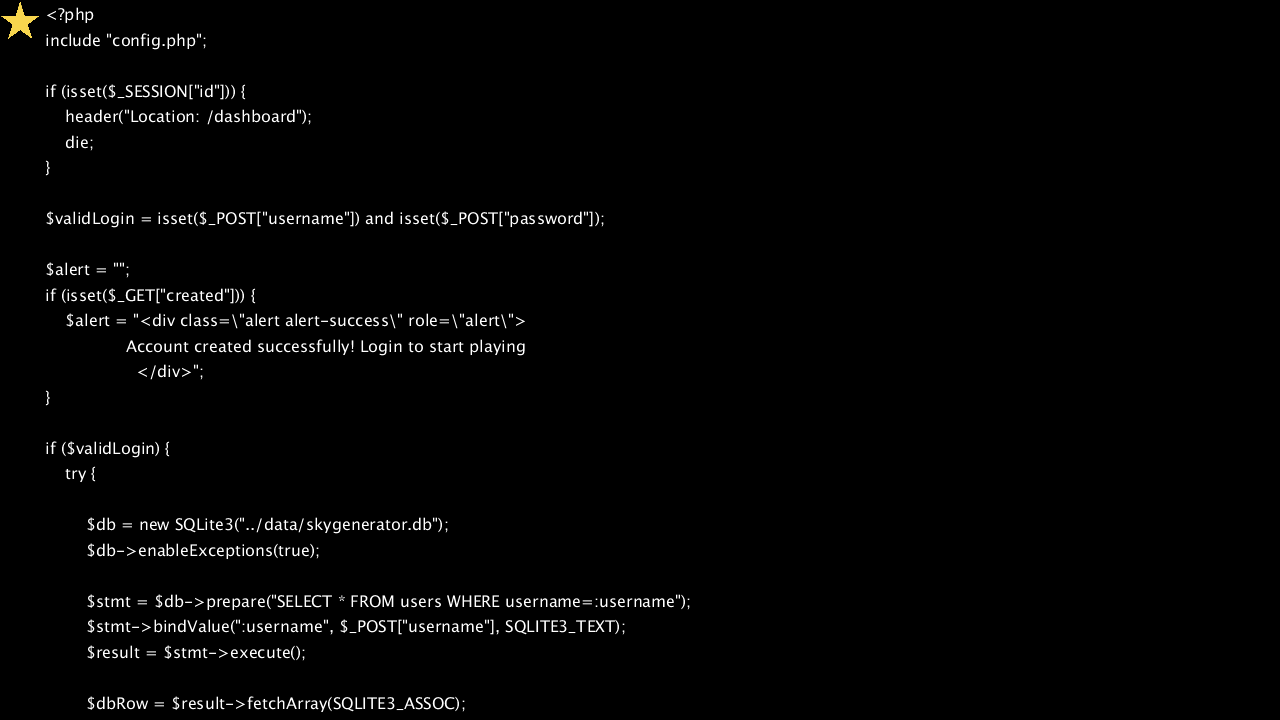 <?php
include "config.php";
if (isset($_SESSION["id"])) {
header("Location: /dashboard");
die;
}
$validLogin = isset($_POST["username"]) and isset($_POST["password"]);
$alert = "";
if (isset($_GET["created"])) {
$alert = "<div class=\"alert alert-success\" role=\"alert\">
Account created successfully! Login to start playing
</div>";
}
if ($validLogin) {
try {
$db = new SQLite3("../data/skygenerator.db");
$db->enableExceptions(true);
$stmt = $db->prepare("SELECT * FROM users WHERE username=:username");
$stmt->bindValue(":username", $_POST["username"], SQLITE3_TEXT);
$result = $stmt->execute();
$dbRow = $result->fetchArray(SQLITE3_ASSOC);